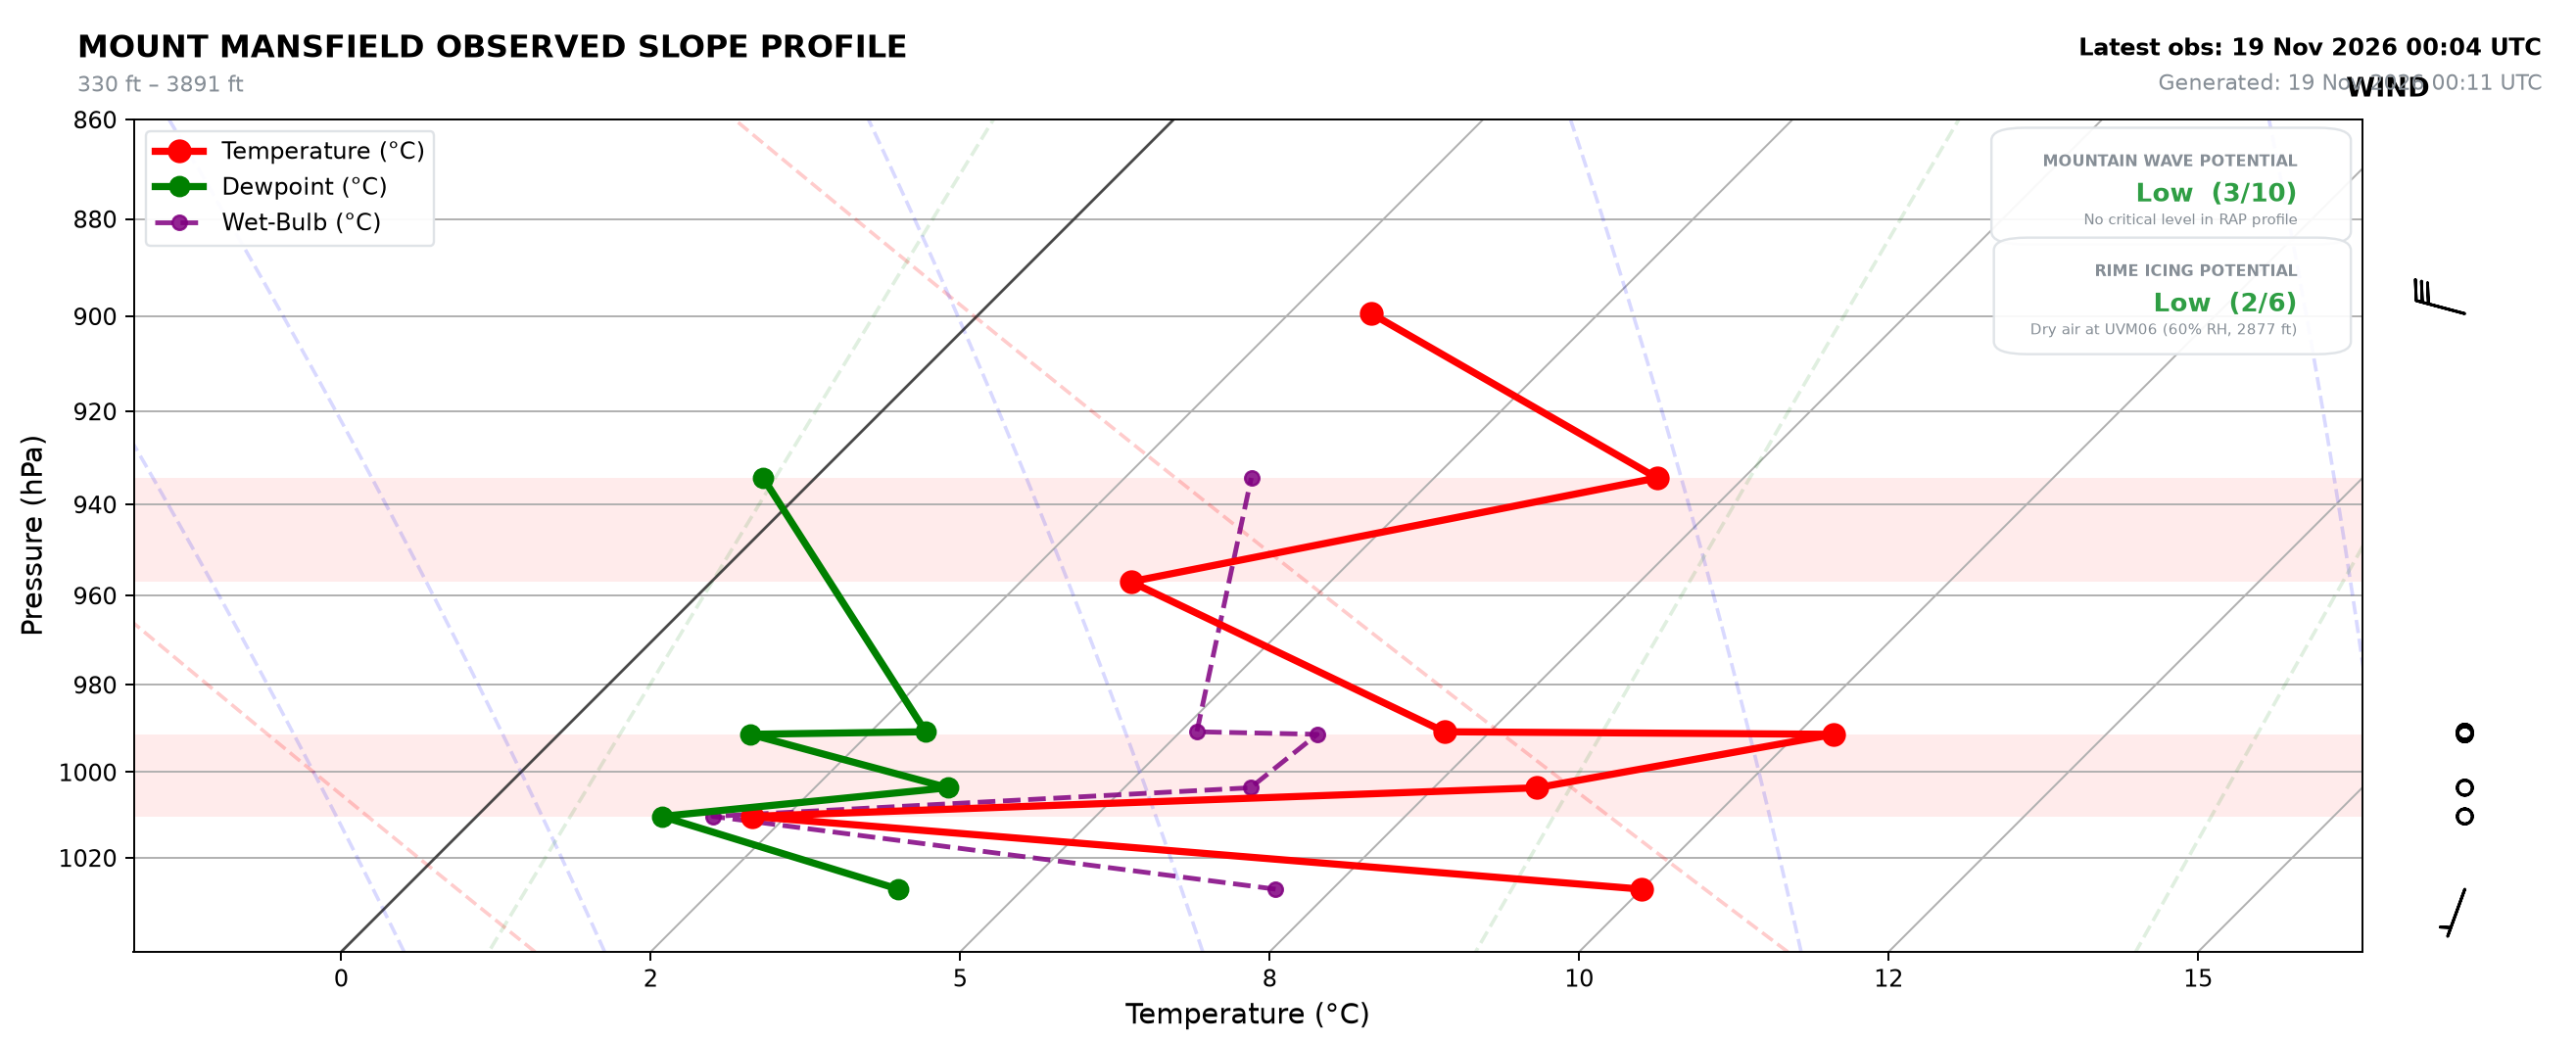 MOUNT MANSFIELD OBSERVED SLOPE PROFILE
330 ft – 3891 ft
Latest obs: 19 Nov 2026 00:04 UTC
Generated: 19 Nov 2026 00:11 UTC
WIND
Temperature (°C)
Dewpoint (°C)
Wet-Bulb (°C)
MOUNTAIN WAVE POTENTIAL
Low (3/10)
No critical level in RAP profile
RIME ICING POTENTIAL
Low (2/6)
Dry air at UVM06 (60% RH, 2877 ft)
Pressure (hPa)
860
880
900
920
940
960
980
1000
1020
0 2 5 8 10 12 15
Temperature (°C)